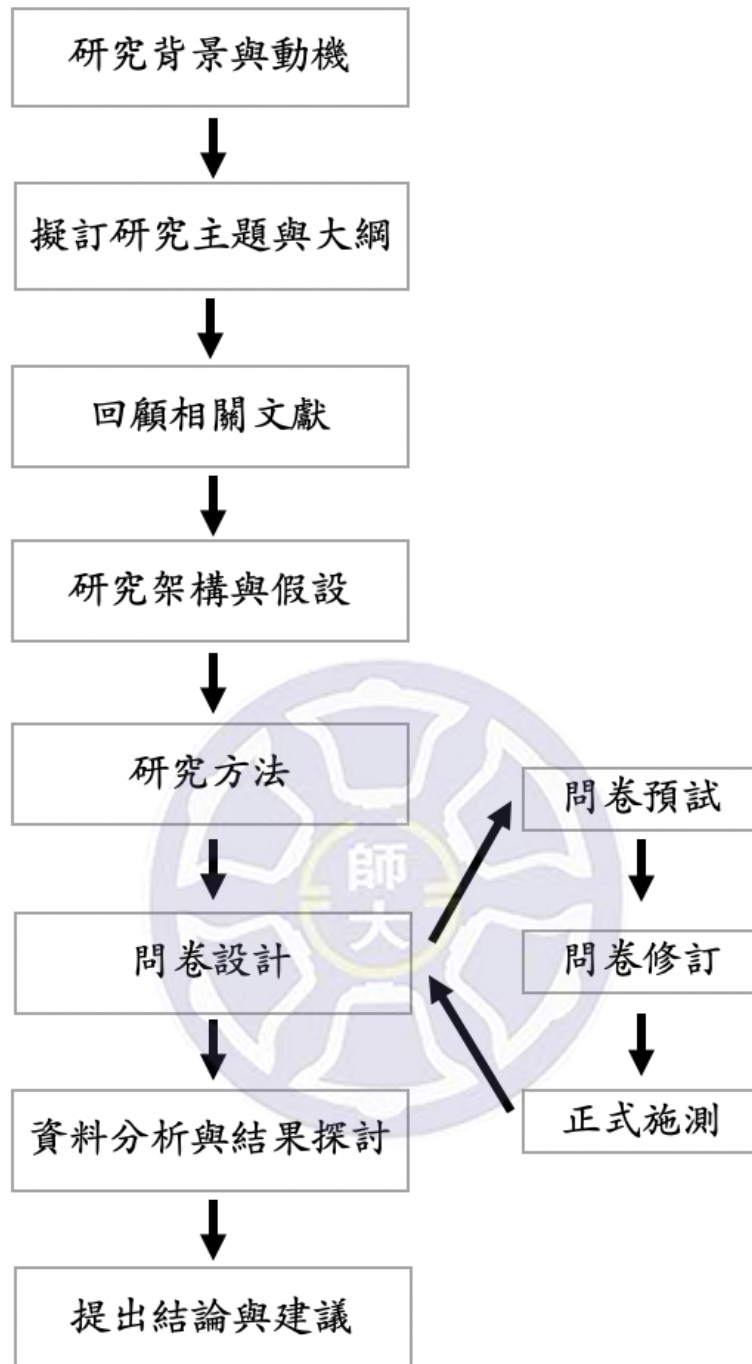 研究背景與動機
擬訂研究主題與大綱
回顧相關文獻
研究架構與假設
研究方法
問卷設計
問卷預試
問卷修訂
正式施測
資料分析與結果探討
提出結論與建議
師大